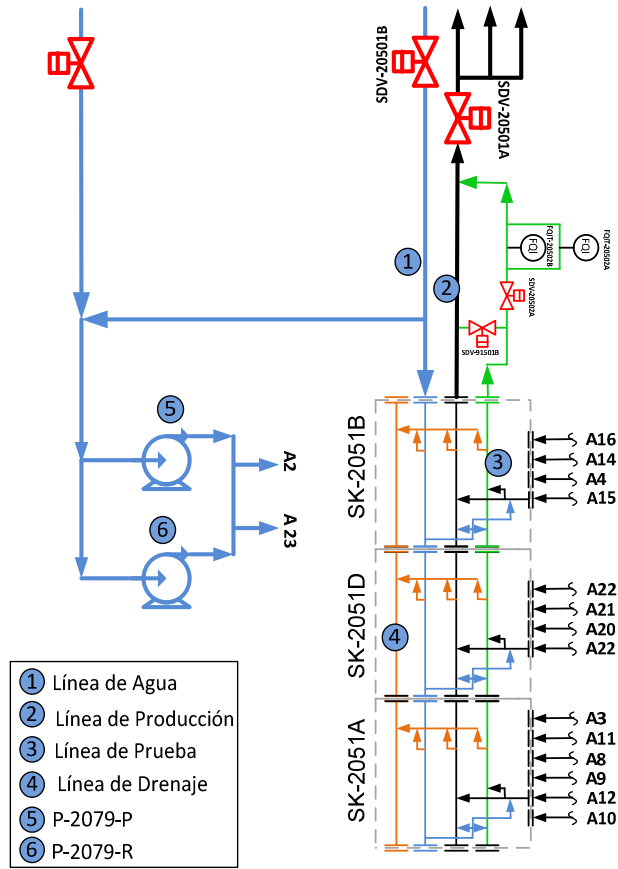 SDV-20501B
SDV-20501A
FQIT-20502A
FQI
FQIT-20502B
FQI
SDV-20502A
SDV-91501B
1
2
5
6
A2
A 23
SK-2051B
3
A16
A14
A4
A15
SK-2051D
4
A22
A21
A20
A22
SK-2051A
A3
A11
A8
A9
A12
A10
1 Línea de Agua
2 Línea de Producción
3 Línea de Prueba
4 Línea de Drenaje
5 P-2079-P
6 P-2079-R